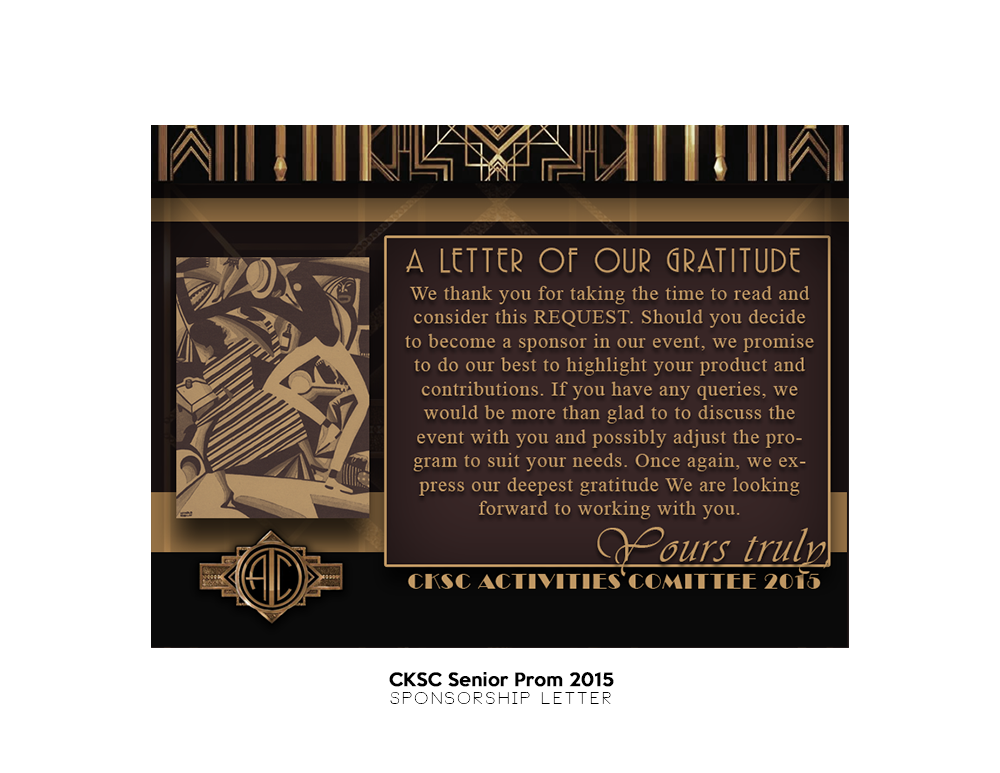 A LETTER OF OUR GRATITUDE
We thank you for taking the time to read and
consider this REQUEST. Should you decide
to become a sponsor in our event, we promise
to do our best to highlight your product and
contributions. If you have any queries, we
would be more than glad to to discuss the
event with you and possibly adjust the pro-
gram to suit your needs. Once again, we ex-
press our deepest gratitude We are looking
forward to working with you.
Yours truly,
CKSC ACTIVITIES COMITTEE 2015
ATC
CKSC Senior Prom 2015
SPONSORSHIP LETTER